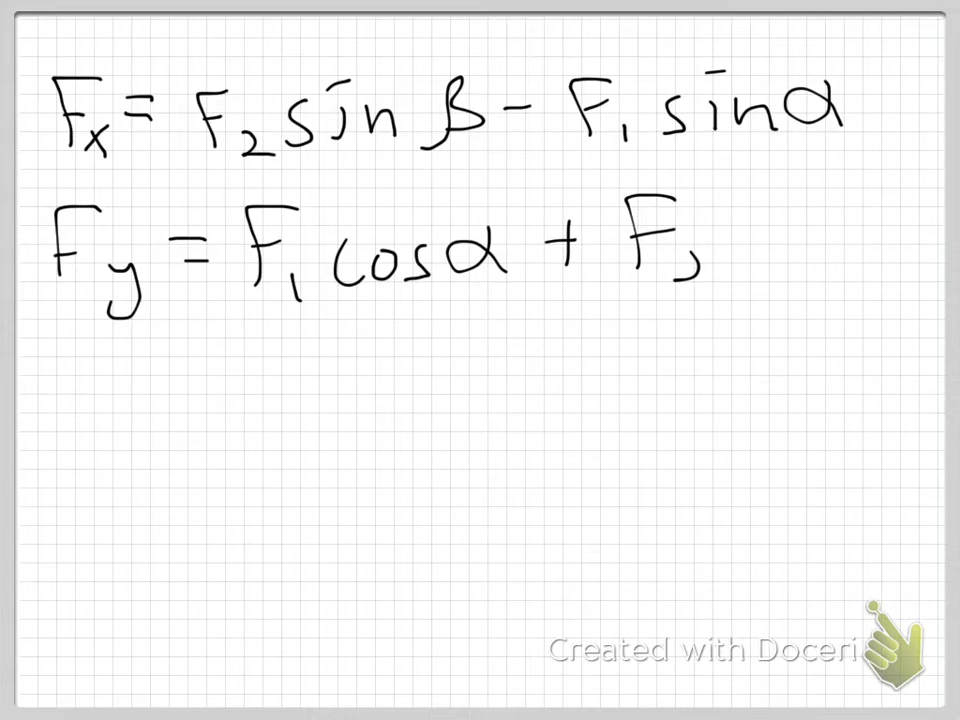 Fₓ = F₂ sin β – F₁ sin α
Fy = F₁ cos α + F
Created with Doceri